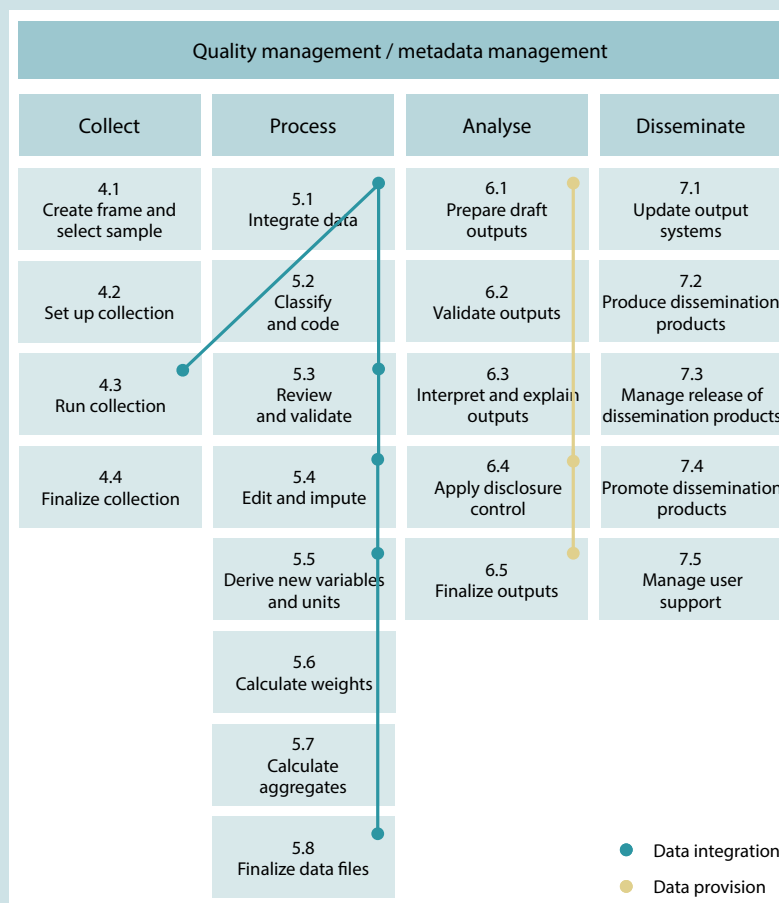 Quality management / metadata management
Collect
Process
Analyse
Disseminate
4.1
Create frame and
select sample
4.2
Set up collection
4.3
Run collection
4.4
Finalize collection
5.1
Integrate data
5.2
Classify
and code
5.3
Review
and validate
5.4
Edit and impute
5.5
Derive new variables
and units
5.6
Calculate weights
5.7
Calculate
aggregates
5.8
Finalize data files
6.1
Prepare draft
outputs
6.2
Validate outputs
6.3
Interpret and explain
outputs
6.4
Apply disclosure
control
6.5
Finalize outputs
7.1
Update output
systems
7.2
Produce dissemination
products
7.3
Manage release of
dissemination products
7.4
Promote dissemination
products
7.5
Manage user
support
Data integration
Data provision